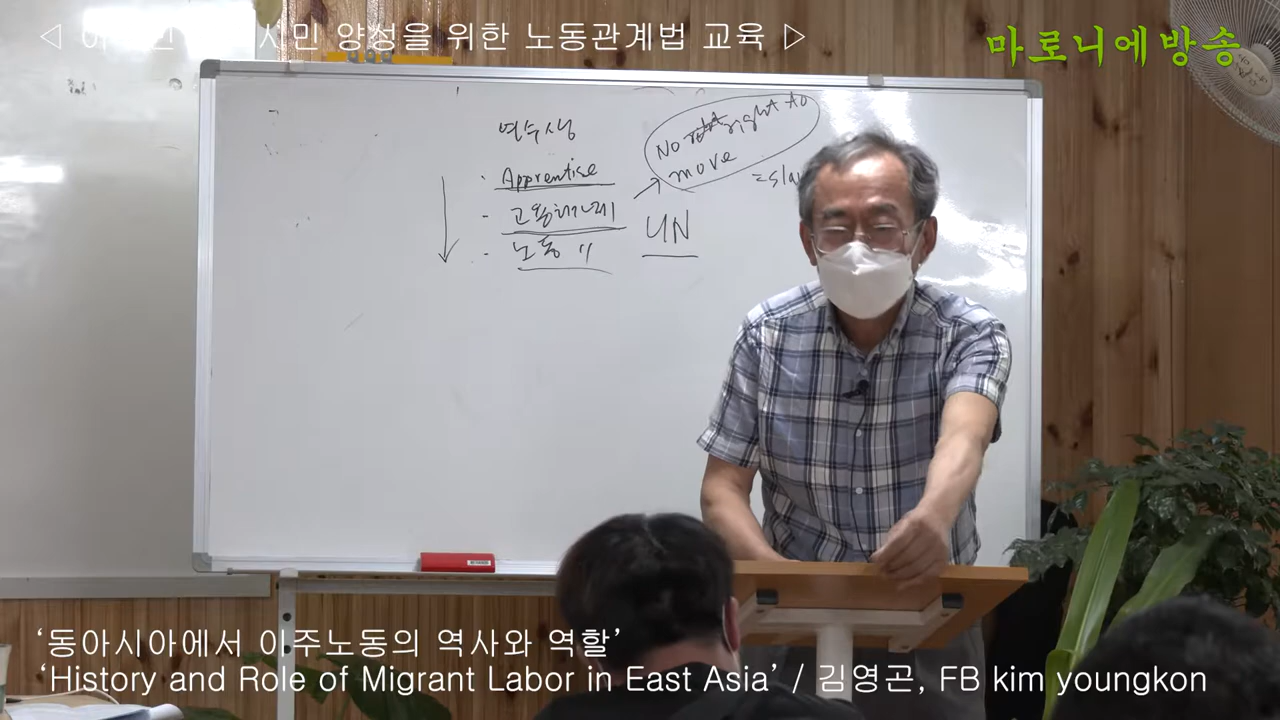 시민 양성을 위한 노동관계법 교육 ▷
마로니에방송
연수생
No right to
move
· Apprentise
- 고용허가제
UN
- 노동 "
'동아시아에서 이주노동의 역사와 역할'
'History and Role of Migrant Labor in East Asia' / 김영곤, FB kim youngkon